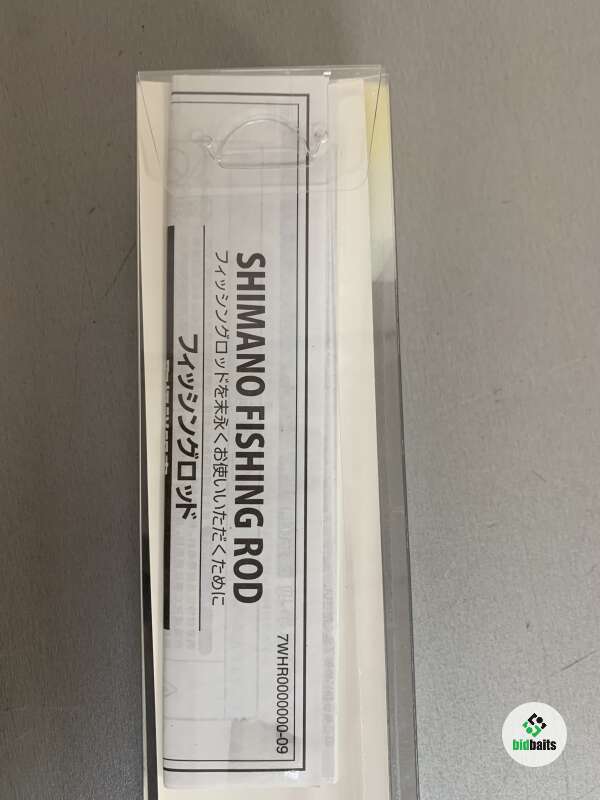 7WHR0000000-09
SHIMANO FISHING ROD
フィッシングロッドを末永くお使いいただくために
フィッシングロッド
bidbaits